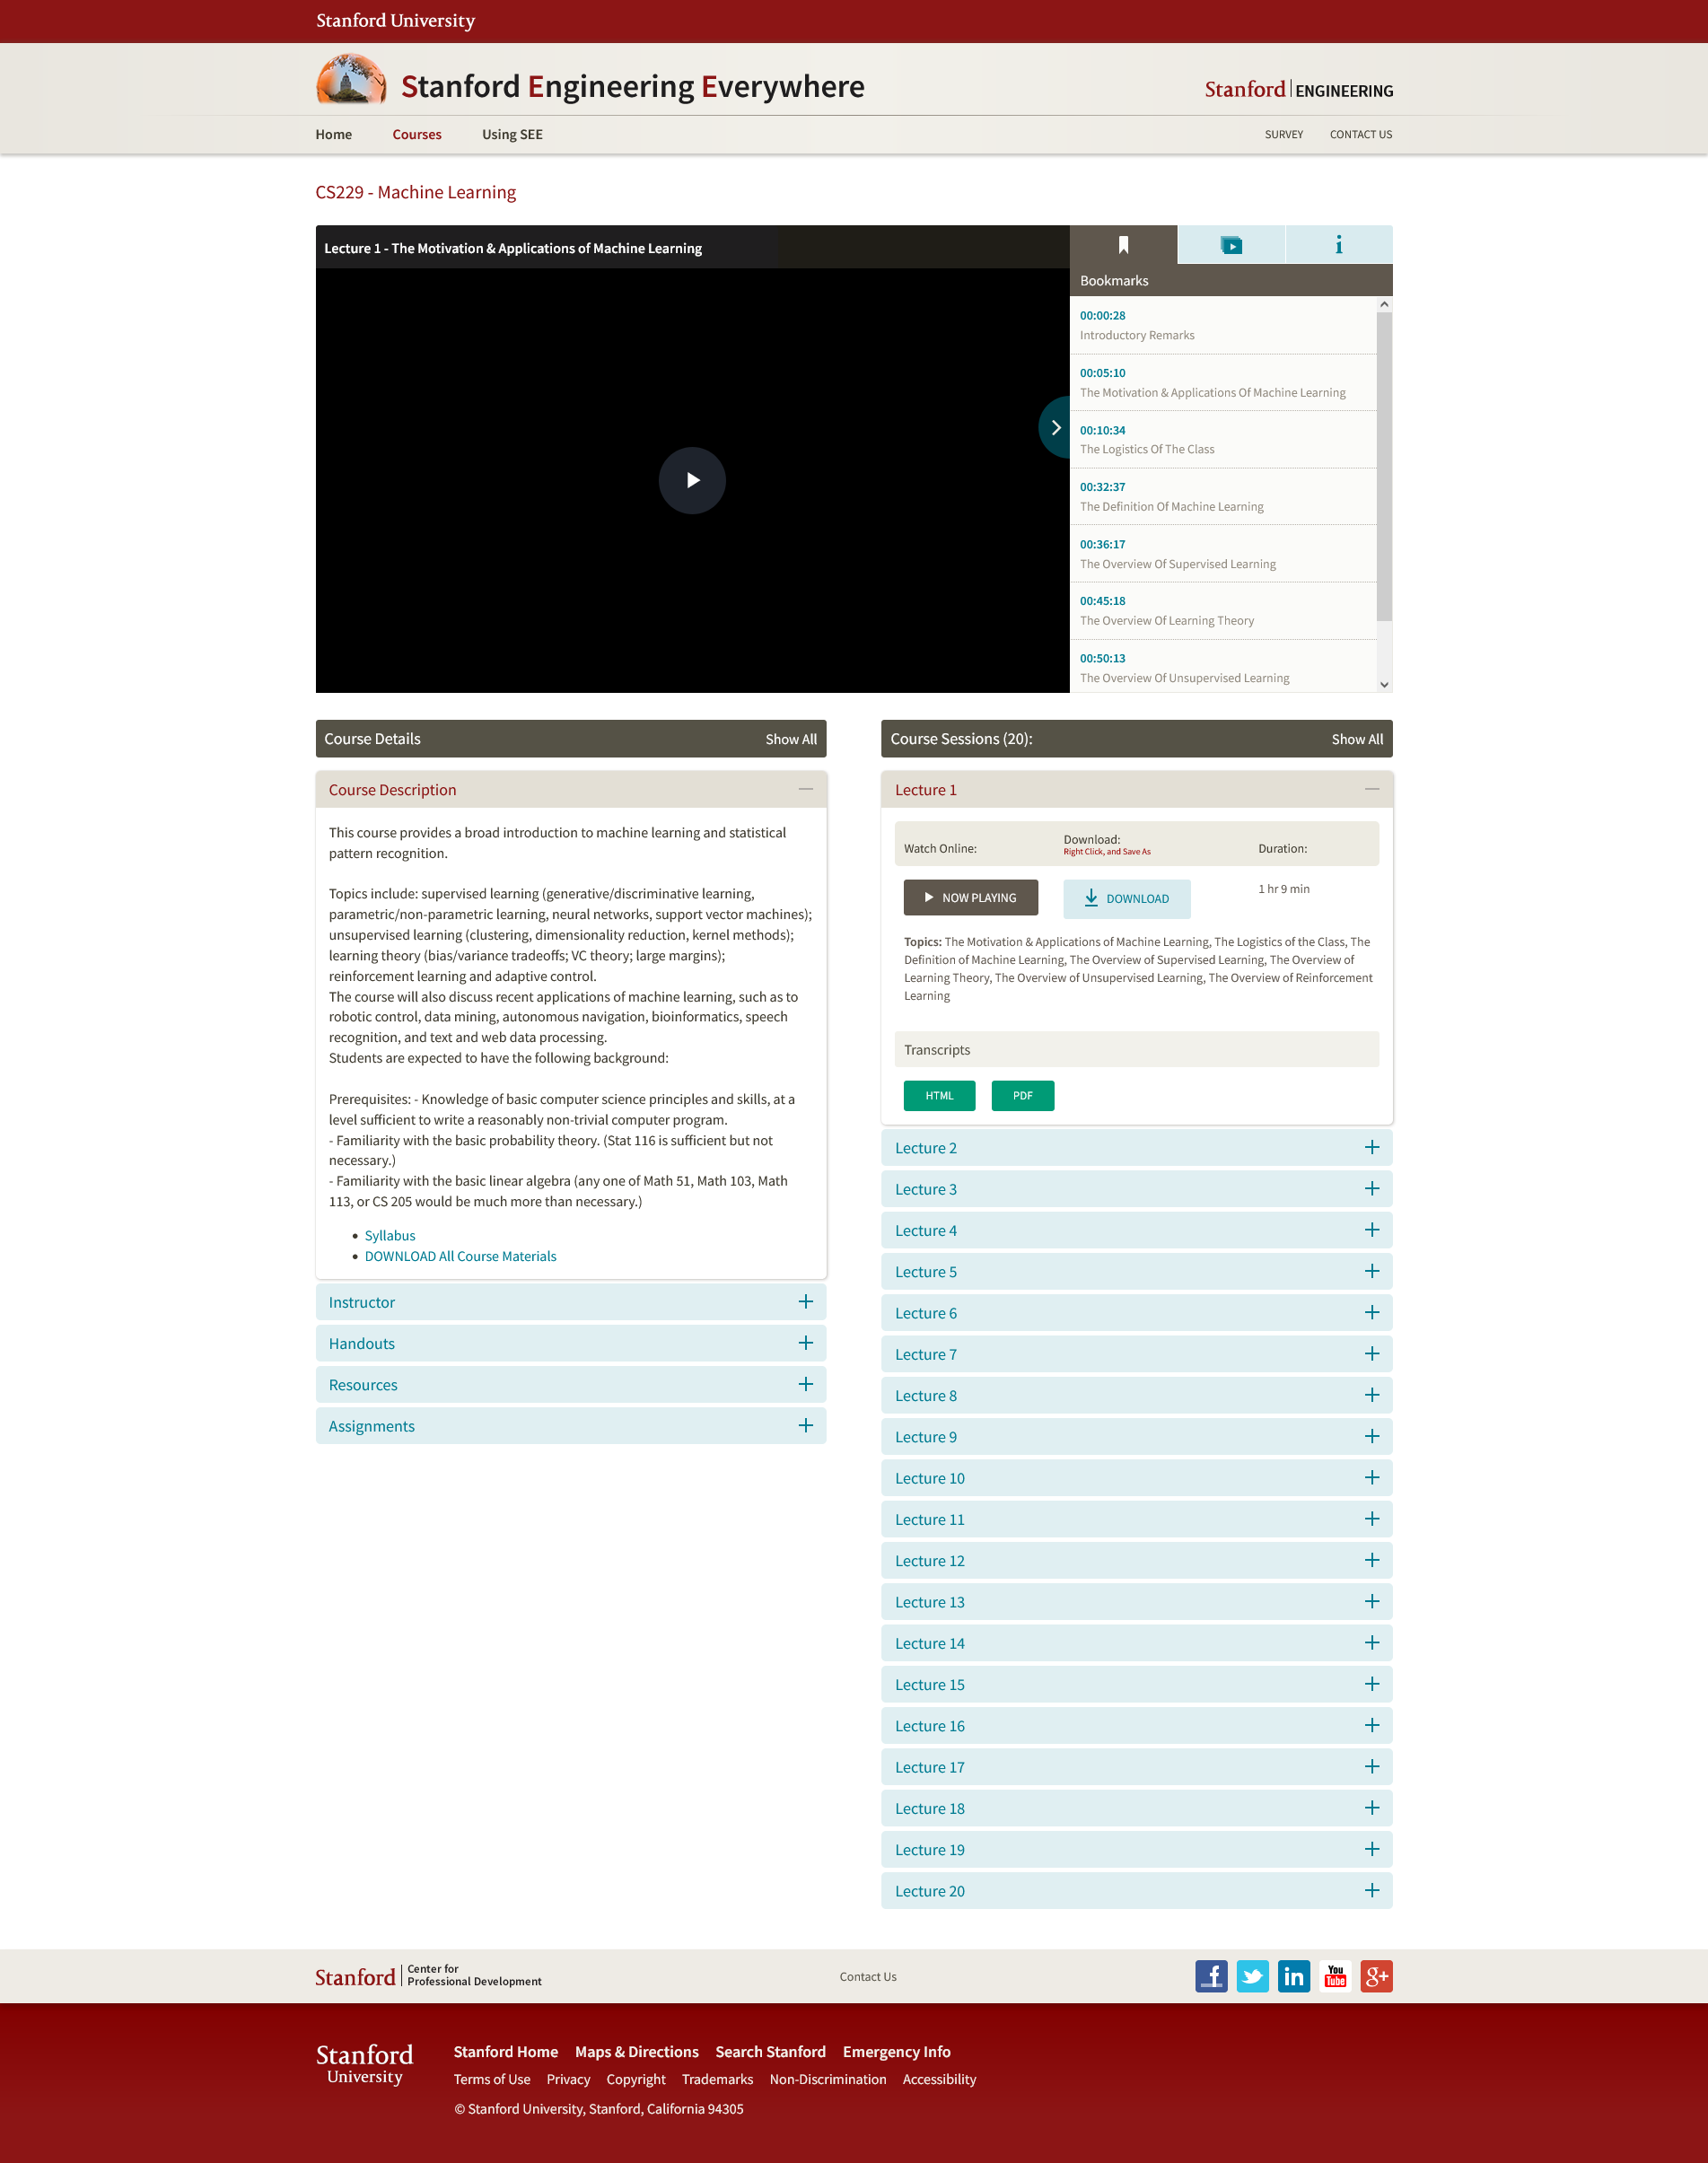 Stanford University
Stanford Engineering Everywhere
Stanford ENGINEERING
Home Courses Using SEE
SURVEY CONTACT US
CS229 - Machine Learning
Lecture 1 - The Motivation & Applications of Machine Learning
Bookmarks
00:00:28
Introductory Remarks
00:05:10
The Motivation & Applications Of Machine Learning
00:10:34
The Logistics Of The Class
00:32:37
The Definition Of Machine Learning
00:36:17
The Overview Of Supervised Learning
00:45:18
The Overview Of Learning Theory
00:50:13
The Overview Of Unsupervised Learning
Course Details Show All
Course Description
This course provides a broad introduction to machine learning and statistical
pattern recognition.
Topics include: supervised learning (generative/discriminative learning,
parametric/non-parametric learning, neural networks, support vector machines);
unsupervised learning (clustering, dimensionality reduction, kernel methods);
learning theory (bias/variance tradeoffs; VC theory; large margins);
reinforcement learning and adaptive control.
The course will also discuss recent applications of machine learning, such as to
robotic control, data mining, autonomous navigation, bioinformatics, speech
recognition, and text and web data processing.
Students are expected to have the following background:
Prerequisites: - Knowledge of basic computer science principles and skills, at a
level sufficient to write a reasonably non-trivial computer program.
- Familiarity with the basic probability theory. (Stat 116 is sufficient but not
necessary.)
- Familiarity with the basic linear algebra (any one of Math 51, Math 103, Math
113, or CS 205 would be much more than necessary.)
• Syllabus
• DOWNLOAD All Course Materials
Instructor
Handouts
Resources
Assignments
Course Sessions (20): Show All
Lecture 1
Watch Online:
Download:
Right Click, and Save As
Duration:
NOW PLAYING
DOWNLOAD
1 hr 9 min
Topics: The Motivation & Applications of Machine Learning, The Logistics of the Class, The
Definition of Machine Learning, The Overview of Supervised Learning, The Overview of
Learning Theory, The Overview of Unsupervised Learning, The Overview of Reinforcement
Learning
Transcripts
HTML PDF
Lecture 2
Lecture 3
Lecture 4
Lecture 5
Lecture 6
Lecture 7
Lecture 8
Lecture 9
Lecture 10
Lecture 11
Lecture 12
Lecture 13
Lecture 14
Lecture 15
Lecture 16
Lecture 17
Lecture 18
Lecture 19
Lecture 20
Stanford
Center for
Professional Development
Contact Us
f
in
You
Tube
g+
Stanford
University
Stanford Home Maps & Directions Search Stanford Emergency Info
Terms of Use Privacy Copyright Trademarks Non-Discrimination Accessibility
© Stanford University, Stanford, California 94305